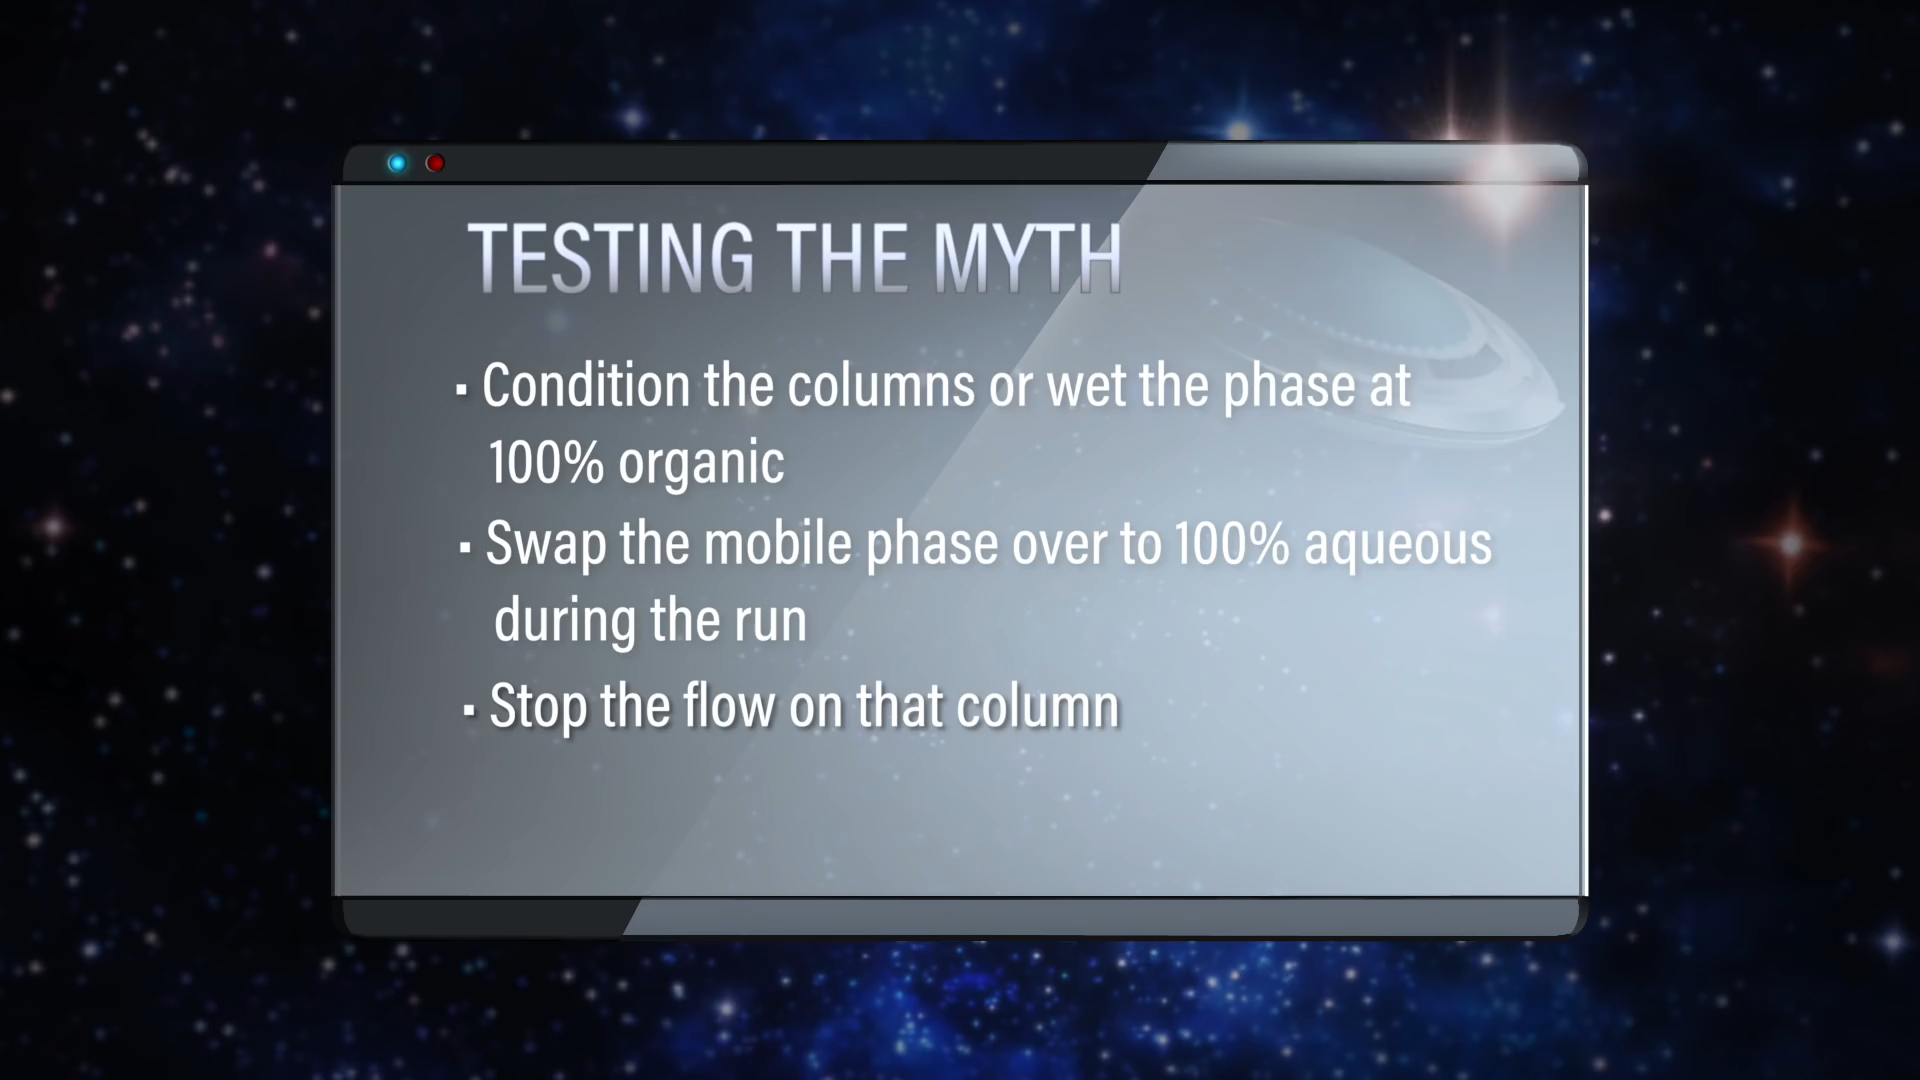 TESTING THE MYTH
▪ Condition the columns or wet the phase at
100% organic
▪ Swap the mobile phase over to 100% aqueous
during the run
▪ Stop the flow on that column